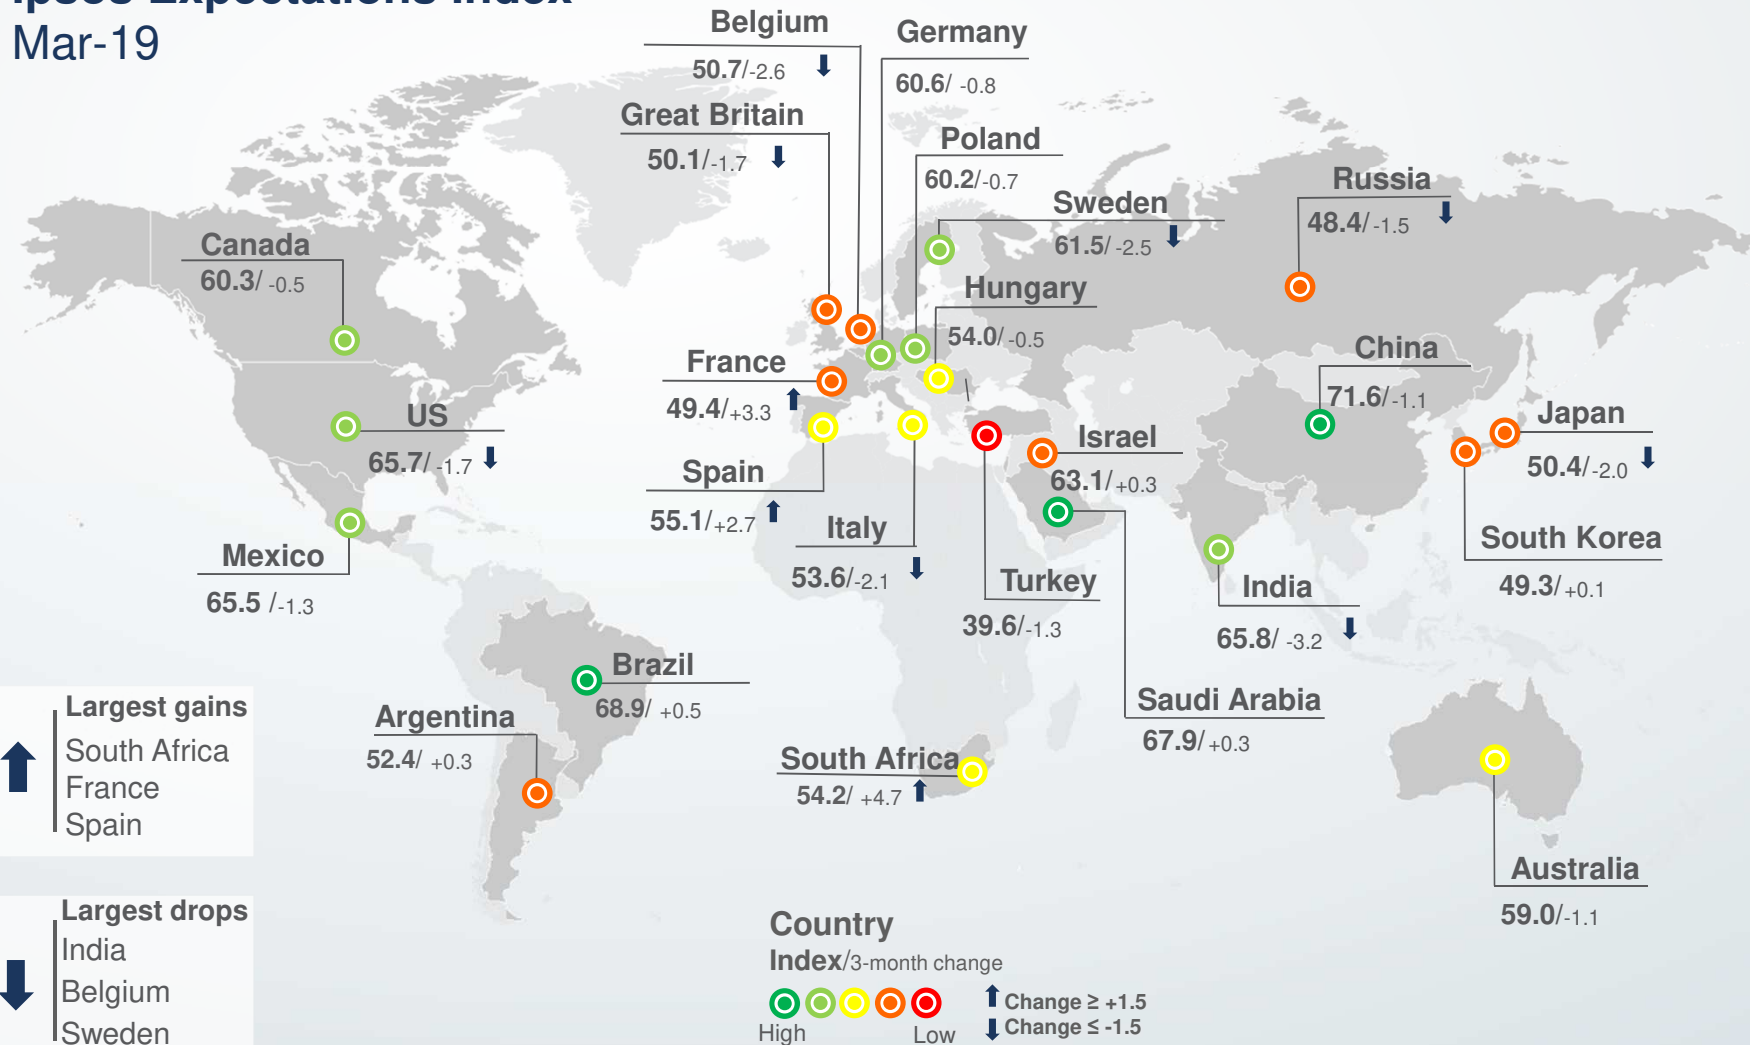 Ipsos Expectations Index
Mar-19
Belgium
50.7/-2.6
Germany
60.6/ -0.8
Great Britain
50.1/-1.7
Poland
60.2/-0.7
Sweden
61.5/ -2.5
Russia
48.4/ -1.5
Canada
60.3/ -0.5
Hungary
54.0/ -0.5
China
71.6/-1.1
France
49.4/+3.3
US
65.7/ -1.7
Japan
50.4/-2.0
Israel
63.1/+0.3
Spain
55.1/+2.7
Italy
53.6/-2.1
South Korea
49.3/ +0.1
Mexico
65.5 /-1.3
Turkey
39.6/-1.3
India
65.8/ -3.2
Brazil
68.9/ +0.5
Saudi Arabia
67.9/+0.3
Argentina
52.4/ +0.3
South Africa
54.2/ +4.7
Australia
59.0/-1.1
Largest gains
South Africa
France
Spain
Largest drops
India
Belgium
Sweden
Country
Index/3-month change
High
Low
Change ≥ +1.5
Change ≤ -1.5